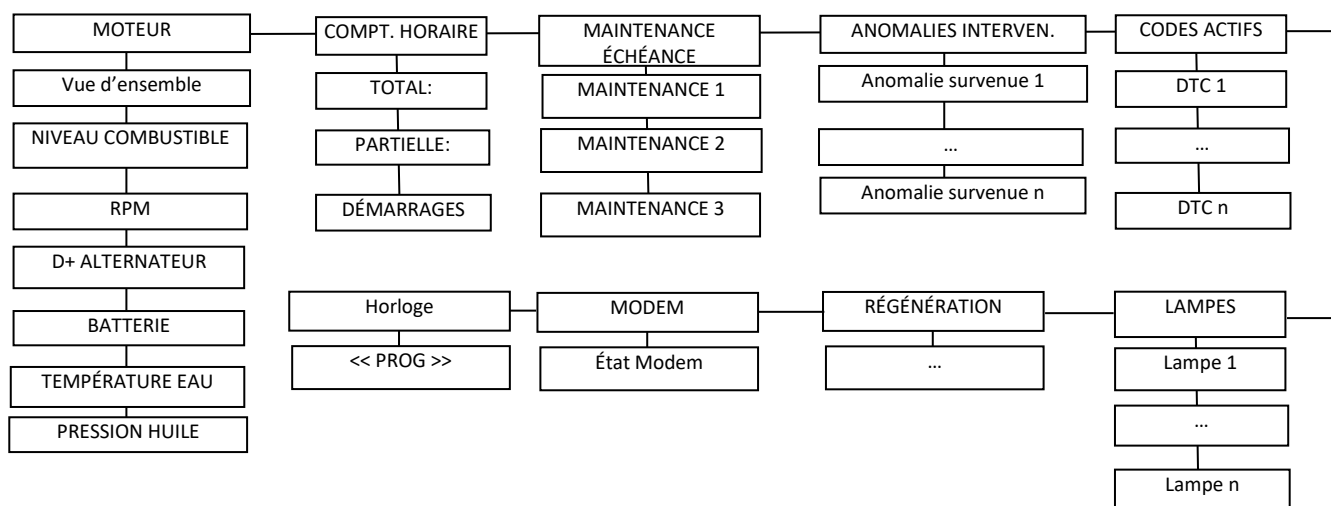 MOTEUR
Vue d'ensemble
NIVEAU COMBUSTIBLE
RPM
D+ ALTERNATEUR
BATTERIE
TEMPÉRATURE EAU
PRESSION HUILE
COMPT. HORAIRE
TOTAL:
PARTIELLE:
DÉMARRAGES
MAINTENANCE
ÉCHÉANCE
MAINTENANCE 1
MAINTENANCE 2
MAINTENANCE 3
ANOMALIES INTERVEN.
Anomalie survenue 1
...
Anomalie survenue n
CODES ACTIFS
DTC 1
...
DTC n
Horloge
<< PROG >>
MODEM
État Modem
RÉGÉNÉRATION
...
LAMPES
Lampe 1
...
Lampe n